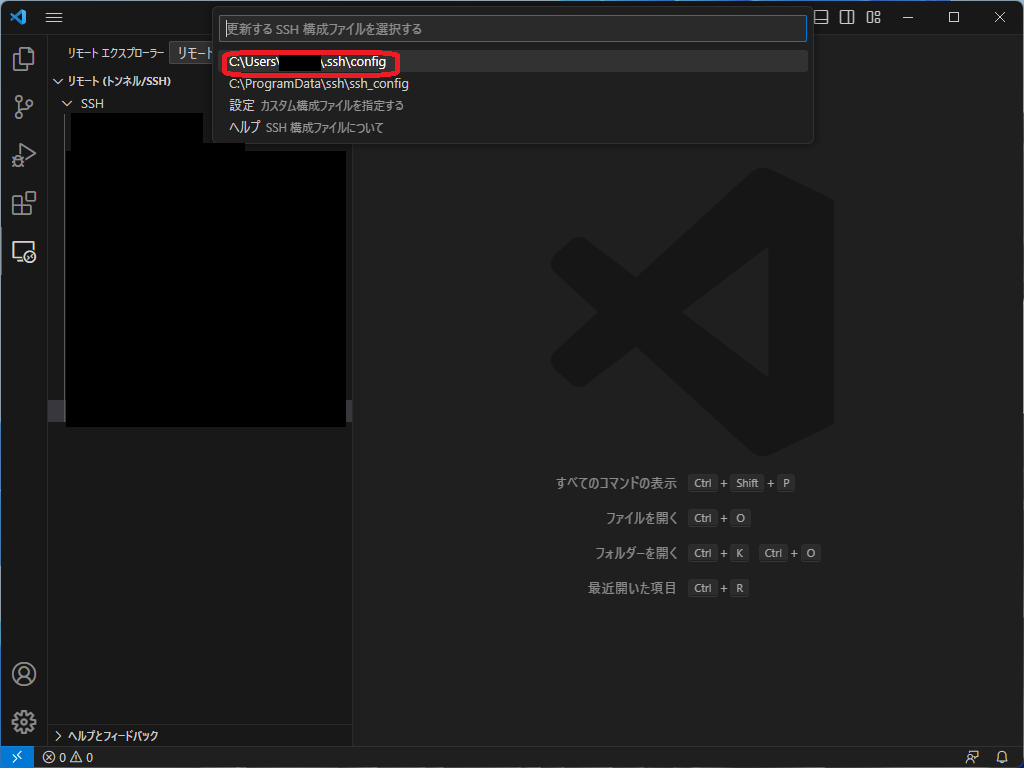 更新する SSH 構成ファイルを選択する
C:\Users\ \.ssh\config
C:\ProgramData\ssh\ssh_config
設定 カスタム構成ファイルを指定する
ヘルプ SSH 構成ファイルについて
リモート エクスプローラー リモート
リモート (トンネル/SSH)
SSH
すべてのコマンドの表示 Ctrl + Shift + P
ファイルを開く Ctrl + O
フォルダーを開く Ctrl + K Ctrl + O
最近開いた項目 Ctrl + R
ヘルプとフィードバック
0 0